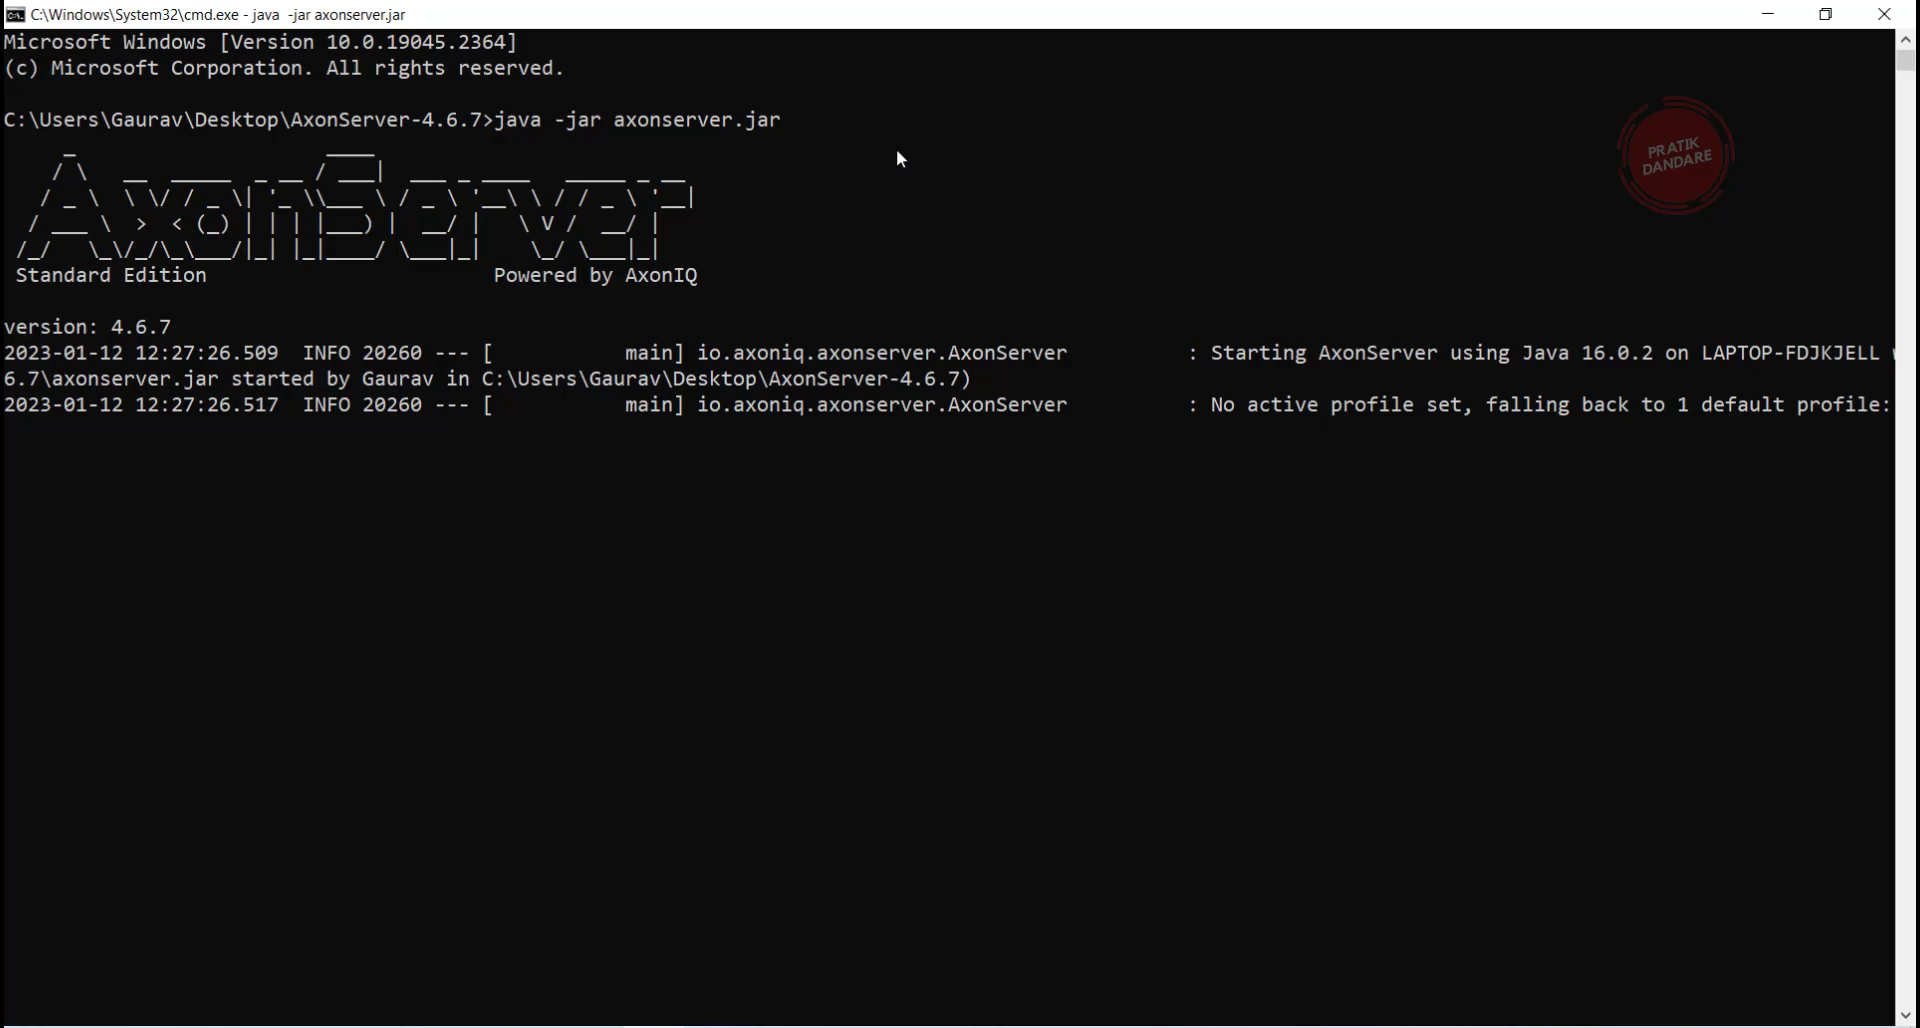 C:\Windows\System32\cmd.exe - java  -jar axonserver.jar
Microsoft Windows [Version 10.0.19045.2364]
(c) Microsoft Corporation. All rights reserved.
C:\Users\Gaurav\Desktop\AxonServer-4.6.7>java -jar axonserver.jar
PRATIK
DANDARE
AxonServer
Standard Edition                        Powered by AxonIQ
version: 4.6.7
2023-01-12 12:27:26.509  INFO 20260 --- [           main] io.axoniq.axonserver.AxonServer          : Starting AxonServer using Java 16.0.2 on LAPTOP-FDJKJELL
6.7\axonserver.jar started by Gaurav in C:\Users\Gaurav\Desktop\AxonServer-4.6.7)
2023-01-12 12:27:26.517  INFO 20260 --- [           main] io.axoniq.axonserver.AxonServer          : No active profile set, falling back to 1 default profile: